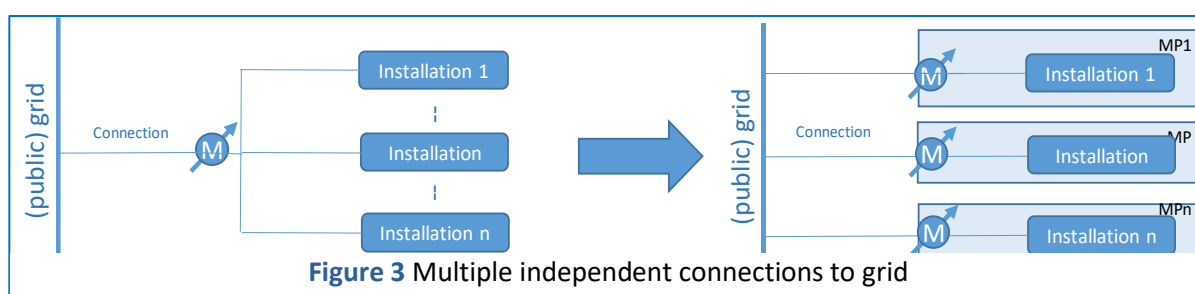 (public) grid
Connection
M
Installation 1
Installation
Installation n
(public) grid
Connection
MP1
M
Installation 1
MP
M
Installation
MPn
M
Installation n
Figure 3 Multiple independent connections to grid